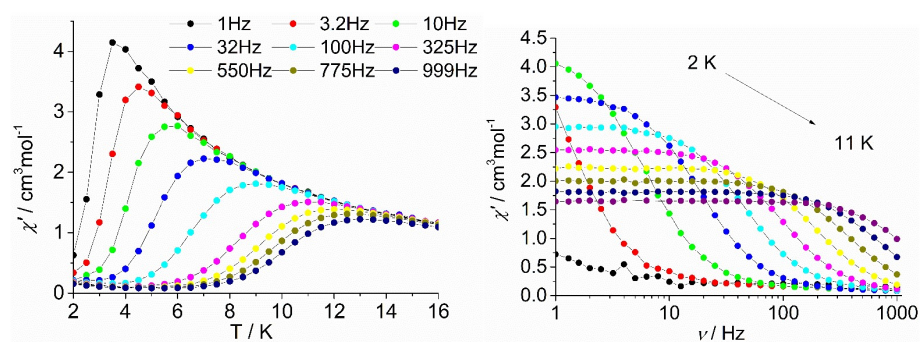 1Hz 3.2Hz 10Hz
32Hz 100Hz 325Hz
550Hz 775Hz 999Hz
4
3
2
1
0
χ′ / cm³mol⁻¹
2 4 6 8 10 12 14 16
T / K
4.5
4.0
3.5
3.0
2.5
2.0
1.5
1.0
0.5
0.0
χ′ / cm³mol⁻¹
2 K
11 K
1 10 100 1000
ν / Hz